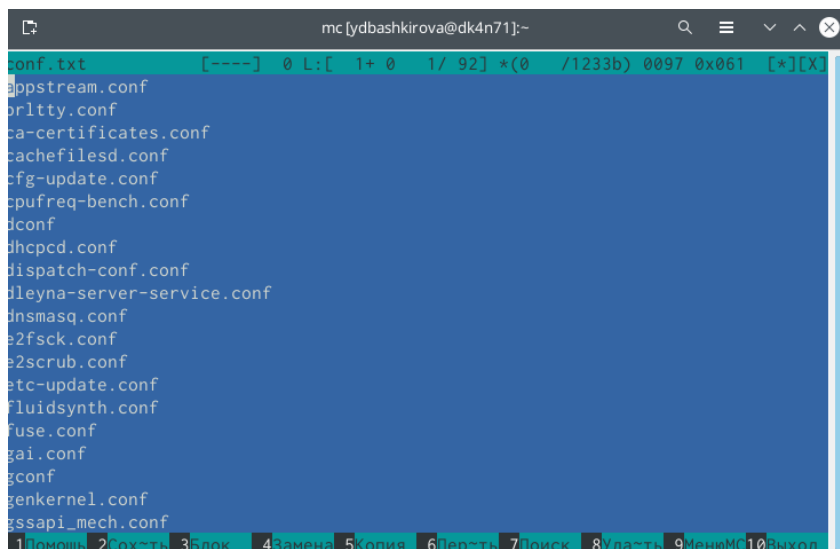 mc [ydbashkirova@dk4n71]:~
conf.txt [----] 0 L:[ 1+ 0 1/ 92] *(0 /1233b) 0097 0x061 [*][X]
appstream.conf
brltty.conf
ca-certificates.conf
cachefilesd.conf
cfg-update.conf
cpufreq-bench.conf
dconf
dhcpcd.conf
dispatch-conf.conf
dleyna-server-service.conf
dnsmasq.conf
e2fsck.conf
e2scrub.conf
etc-update.conf
fluidsynth.conf
fuse.conf
gai.conf
gconf
genkernel.conf
gssapi_mech.conf
1Помощь 2Сох~ть 3Блок 4Замена 5Копия 6Пер~ть 7Поиск 8Уда~ть 9МенюMC 10Выход